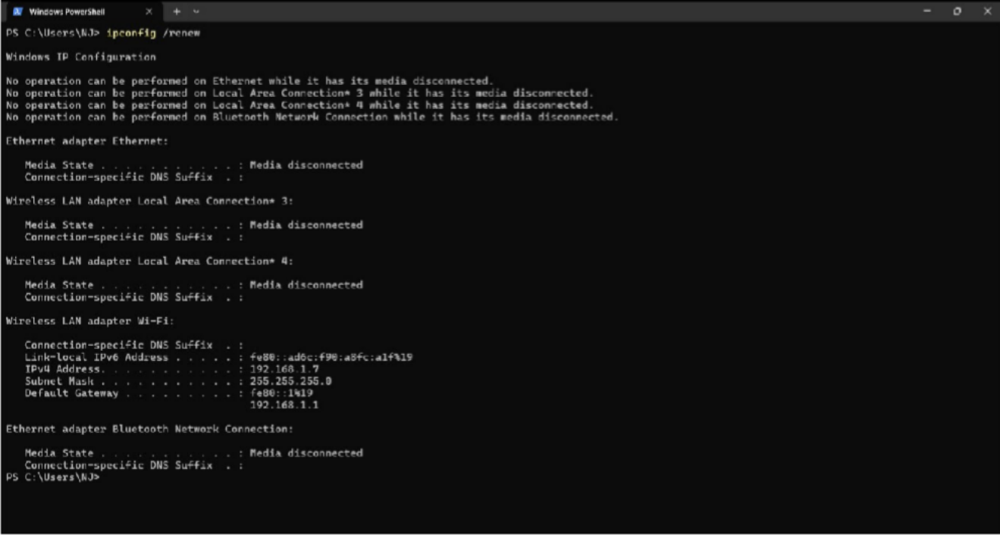 Windows PowerShell
PS C:\Users\NJ> ipconfig /renew
Windows IP Configuration
No operation can be performed on Ethernet while it has its media disconnected.
No operation can be performed on Local Area Connection* 3 while it has its media disconnected.
No operation can be performed on Local Area Connection* 4 while it has its media disconnected.
No operation can be performed on Bluetooth Network Connection while it has its media disconnected.
Ethernet adapter Ethernet:
Media State . . . . . . . . . . . : Media disconnected
Connection-specific DNS Suffix . :
Wireless LAN adapter Local Area Connection* 3:
Media State . . . . . . . . . . . : Media disconnected
Connection-specific DNS Suffix . :
Wireless LAN adapter Local Area Connection* 4:
Media State . . . . . . . . . . . : Media disconnected
Connection-specific DNS Suffix . :
Wireless LAN adapter Wi-Fi:
Connection-specific DNS Suffix . :
Link-local IPv6 Address . . . . . : fe80::ad6c:f90:a8fc:a1f%19
IPv4 Address. . . . . . . . . . . : 192.168.1.7
Subnet Mask . . . . . . . . . . . : 255.255.255.0
Default Gateway . . . . . . . . . : fe80::1%19
192.168.1.1
Ethernet adapter Bluetooth Network Connection:
Media State . . . . . . . . . . . : Media disconnected
Connection-specific DNS Suffix . :
PS C:\Users\NJ>